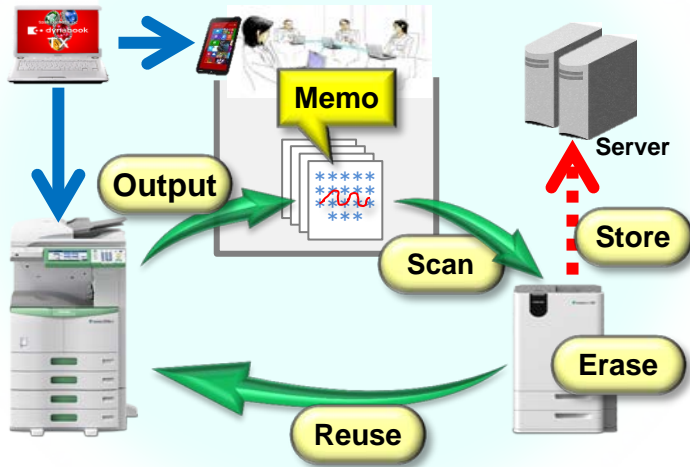 dynabook
TX
Memo
Output
Server
Store
Scan
Erase
Reuse